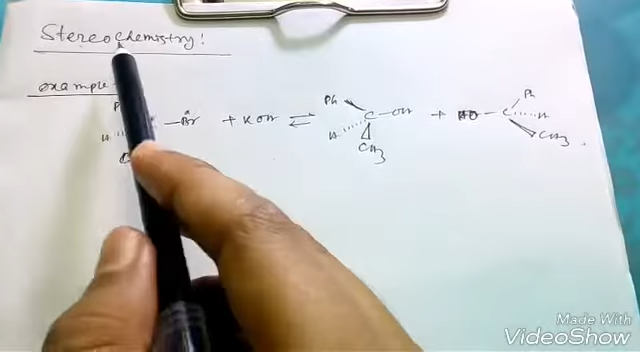 Stereochemistry!
example
Ph Ph
H -Br + KOH ⇌ H C -OH + HO- C H
CH3 CH3
Made With
VideoShow